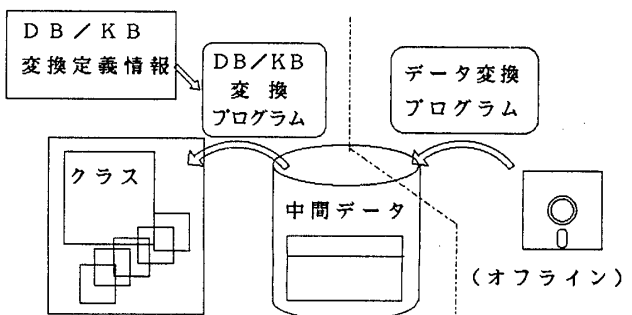 DB/KB
変換定義情報
DB/KB
変換
プログラム
データ変換
プログラム
クラス
中間データ
(オフライン)